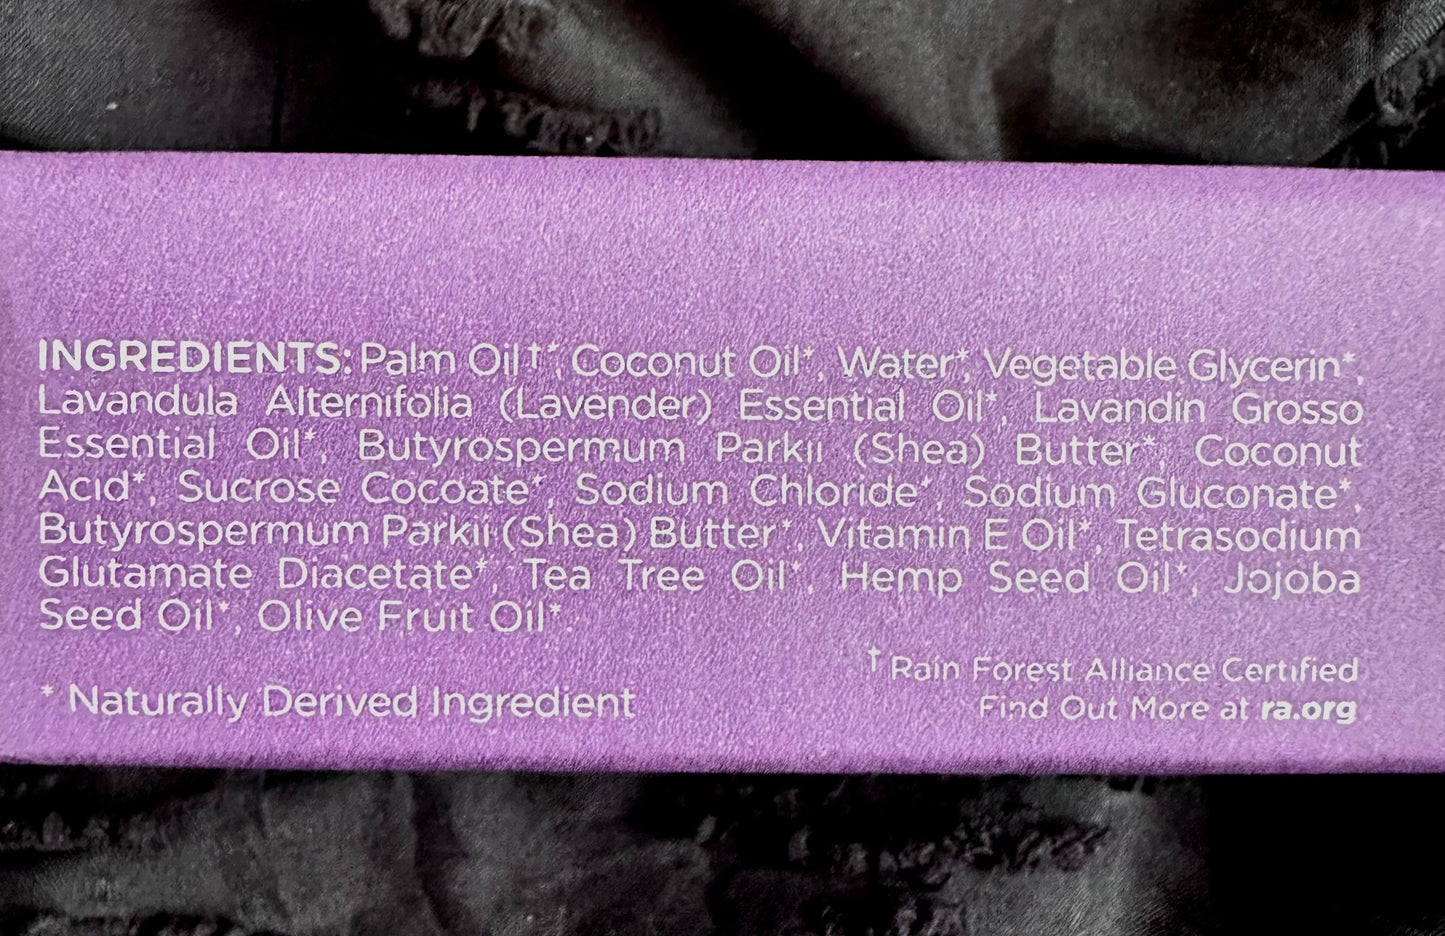 INGREDIENTS: Palm Oil†*, Coconut Oil*, Water*, Vegetable Glycerin*,
Lavandula Alternifolia (Lavender) Essential Oil*, Lavandin Grosso
Essential Oil*, Butyrospermum Parkii (Shea) Butter*, Coconut
Acid*, Sucrose Cocoate*, Sodium Chloride*, Sodium Gluconate*,
Butyrospermum Parkii (Shea) Butter*, Vitamin E Oil*, Tetrasodium
Glutamate Diacetate*, Tea Tree Oil*, Hemp Seed Oil*, Jojoba
Seed Oil*, Olive Fruit Oil*.
* Naturally Derived Ingredient
† Rain Forest Alliance Certified
Find Out More at ra.org